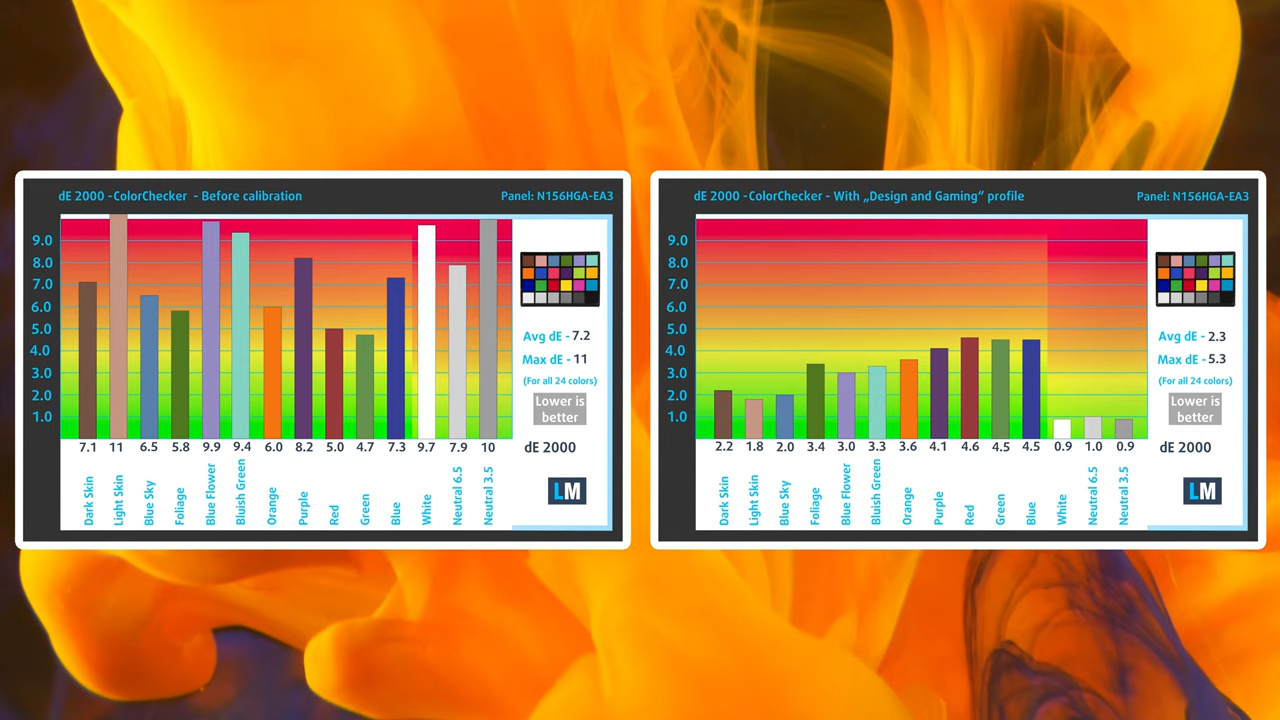 dE 2000 -ColorChecker - Before calibration
Panel: N156HGA-EA3
9.0
8.0
7.0
6.0
5.0
4.0
3.0
2.0
1.0
7.1 11 6.5 5.8 9.9 9.4 6.0 8.2 5.0 4.7 7.3 9.7 7.9 10
dE 2000
Dark Skin
Light Skin
Blue Sky
Foliage
Blue Flower
Bluish Green
Orange
Purple
Red
Green
Blue
White
Neutral 6.5
Neutral 3.5
Avg dE - 7.2
Max dE - 11
(For all 24 colors)
Lower is
better
LM
dE 2000 -ColorChecker - With „Design and Gaming“ profile
Panel: N156HGA-EA3
9.0
8.0
7.0
6.0
5.0
4.0
3.0
2.0
1.0
2.2 1.8 2.0 3.4 3.0 3.3 3.6 4.1 4.6 4.5 4.5 0.9 1.0 0.9
dE 2000
Dark Skin
Light Skin
Blue Sky
Foliage
Blue Flower
Bluish Green
Orange
Purple
Red
Green
Blue
White
Neutral 6.5
Neutral 3.5
Avg dE - 2.3
Max dE - 5.3
(For all 24 colors)
Lower is
better
LM